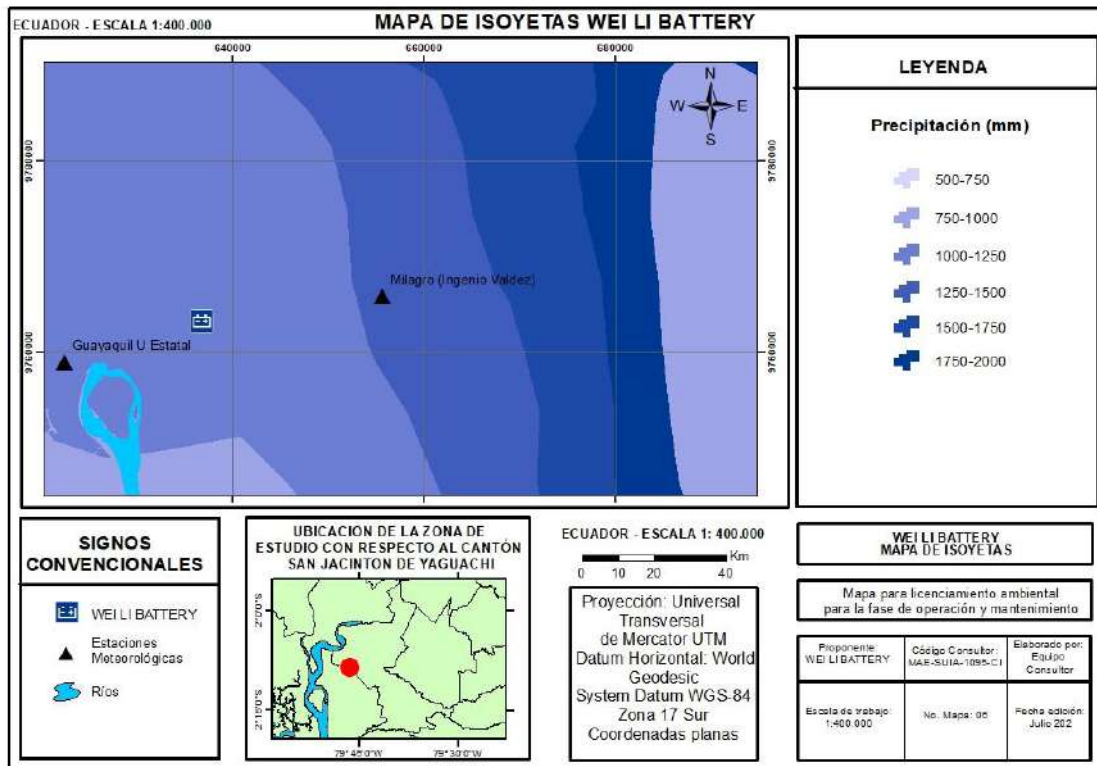 ECUADOR - ESCALA 1:400.000
MAPA DE ISOYETAS WEI LI BATTERY
640000
660000
680000
9780000
9780000
9760000
9760000
N
W
E
S
Milagro (Ingenio Valdez)
Guayaquil U Estatal
LEYENDA
Precipitación (mm)
500-750
750-1000
1000-1250
1250-1500
1500-1750
1750-2000
SIGNOS
CONVENCIONALES
WEI LI BATTERY
Estaciones
Meteorológicas
Ríos
UBICACION DE LA ZONA DE
ESTUDIO CON RESPECTO AL CANTÓN
SAN JACINTON DE YAGUACHI
2°0'0"S
2°15'0"S
79°45'0"W
79°30'0"W
ECUADOR - ESCALA 1: 400.000
Km
0 10 20 40
Proyección: Universal
Transversal
de Mercator UTM
Datum Horizontal: World
Geodesic
System Datum WGS-84
Zona 17 Sur
Coordenadas planas
WEI LI BATTERY
MAPA DE ISOYETAS
Mapa para licenciamiento ambiental
para la fase de operación y mantenimiento
Proponente:
WEI LI BATTERY
Código Consultor:
MAE-SUIA-1095-CI
Elaborado por:
Equipo
Consultor
Escala de trabajo:
1:400.000
No. Mapa: 06
Fecha edición:
Julio 202